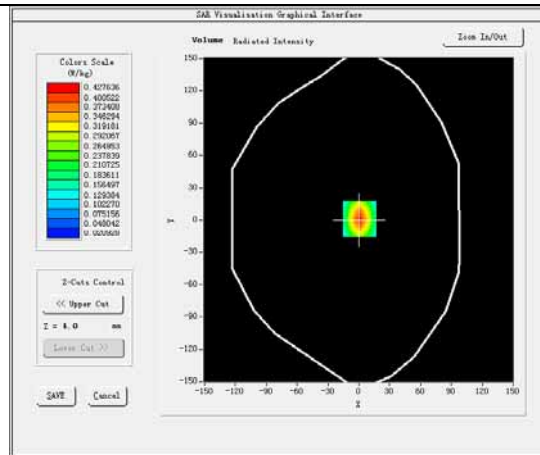 SAR Visualisation Graphical Interface
Volume Radiated Intensity
Zoom In/Out
Colors Scale
(W/kg)
0.427636
0.400522
0.373408
0.346294
0.319181
0.292067
0.264953
0.237839
0.210725
0.183611
0.156497
0.129384
0.102270
0.075156
0.048042
0.020928
Z-Cuts Control
<< Upper Cut
Z = 4.0 mm
Lower Cut >>
SAVE
Cancel
150-
120-
90-
60-
30-
0-
-30-
-60-
-90-
-120-
-150-
Y
-150 -120 -90 -60 -30 0 30 60 90 120 150
X